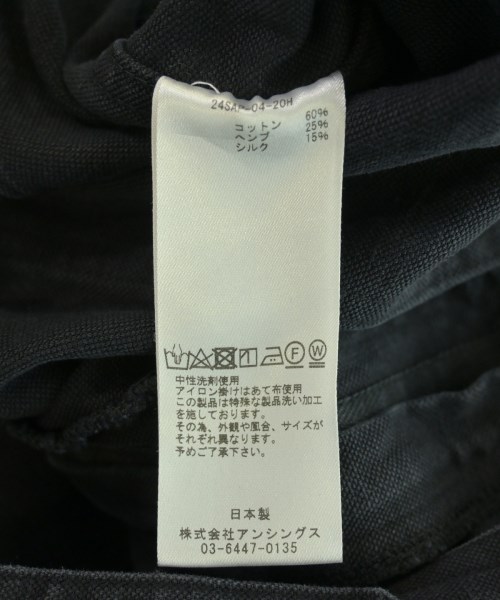 24SAP-04-20H
コットン 60%
ヘンプ 25%
シルク 15%
F W
中性洗剤使用
アイロン掛けはあて布使用
この製品は特殊な製品洗い加工
を施しております。
その為、外観や風合、サイズが
それぞれ異なります。
予めご了承下さい。
日本製
株式会社アンシングス
03-6447-0135